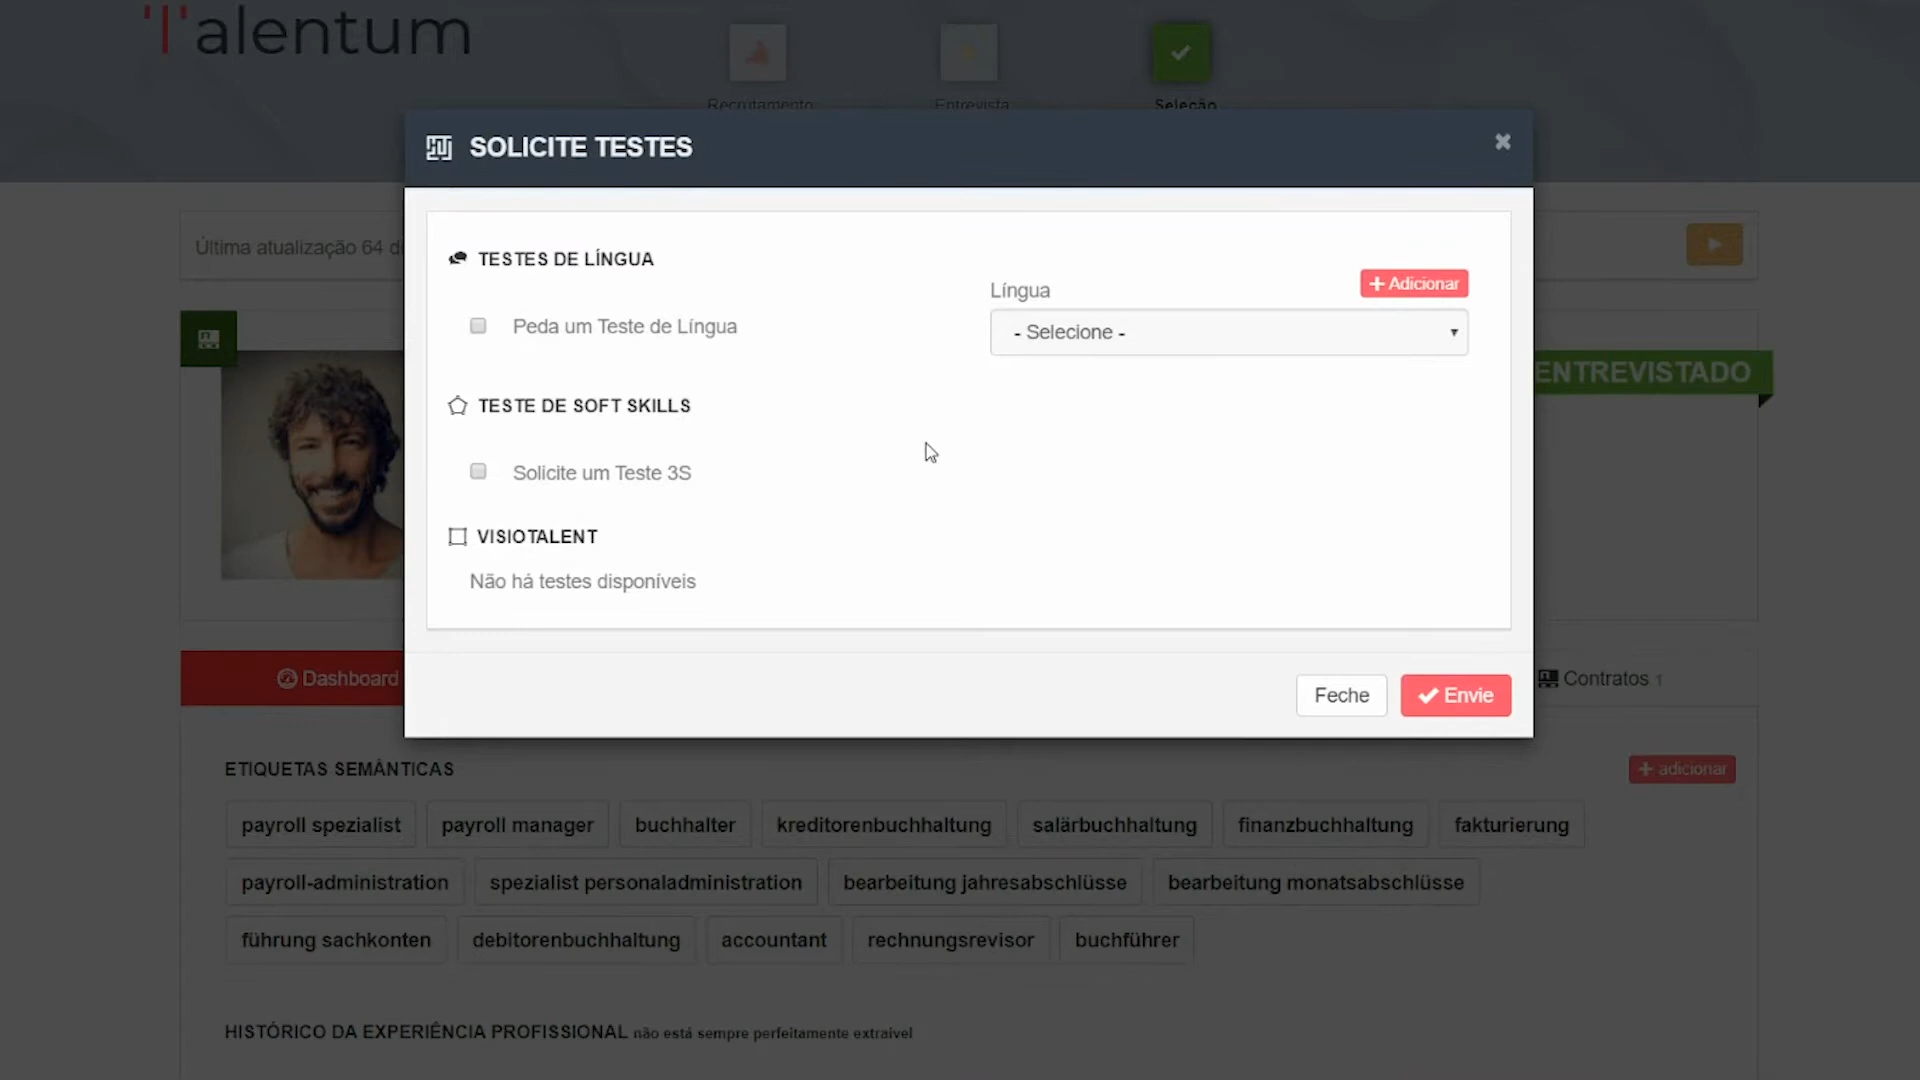 'l'alentum
Recrutamento
Entrevista
Seleção
SOLICITE TESTES
Última atualização 64
TESTES DE LÍNGUA
Língua
+ Adicionar
Peda um Teste de Língua
- Selecione -
ENTREVISTADO
TESTE DE SOFT SKILLS
Solicite um Teste 3S
VISIOTALENT
Não há testes disponíveis
Dashboard
Contratos 1
Feche
Envie
ETIQUETAS SEMÂNTICAS
+ adicionar
payroll spezialist
payroll manager
buchhalter
kreditorenbuchhaltung
salärbuchhaltung
finanzbuchhaltung
fakturierung
payroll-administration
spezialist personaladministration
bearbeitung jahresabschlüsse
bearbeitung monatsabschlüsse
führung sachkonten
debitorenbuchhaltung
accountant
rechnungsrevisor
buchführer
HISTÓRICO DA EXPERIÊNCIA PROFISSIONAL não está sempre perfeitamente extraível